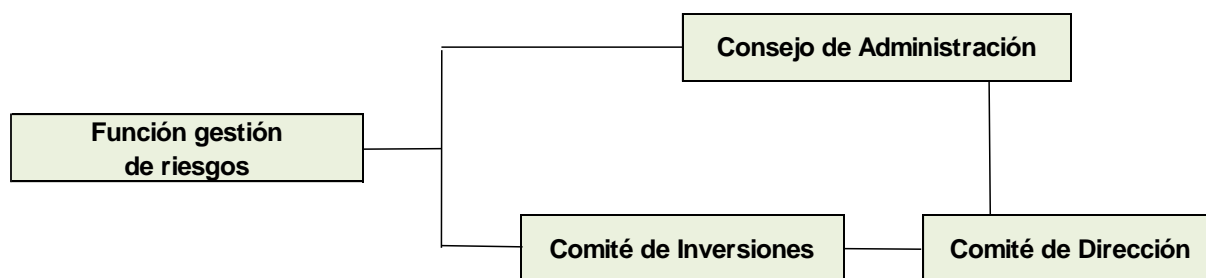 Consejo de Administración
Función gestión
de riesgos
Comité de Inversiones
Comité de Dirección